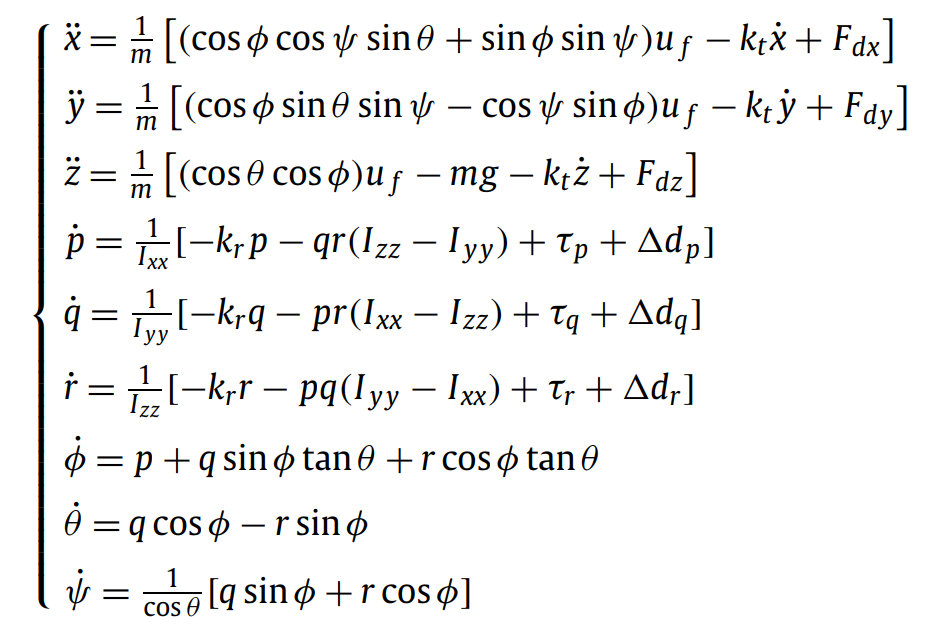 ẍ = 1/m [(cos ϕ cos ψ sin θ + sin ϕ sin ψ)u_f − k_t ẋ + F_dx]
ÿ = 1/m [(cos ϕ sin θ sin ψ − cos ψ sin ϕ)u_f − k_t ẏ + F_dy]
z̈ = 1/m [(cos θ cos ϕ)u_f − mg − k_t ż + F_dz]
ṗ = 1/I_xx [−k_r p − qr(I_zz − I_yy) + τ_p + Δd_p]
q̇ = 1/I_yy [−k_r q − pr(I_xx − I_zz) + τ_q + Δd_q]
ṙ = 1/I_zz [−k_r r − pq(I_yy − I_xx) + τ_r + Δd_r]
ϕ̇ = p + q sin ϕ tan θ + r cos ϕ tan θ
θ̇ = q cos ϕ − r sin ϕ
ψ̇ = 1/cos θ [q sin ϕ + r cos ϕ]